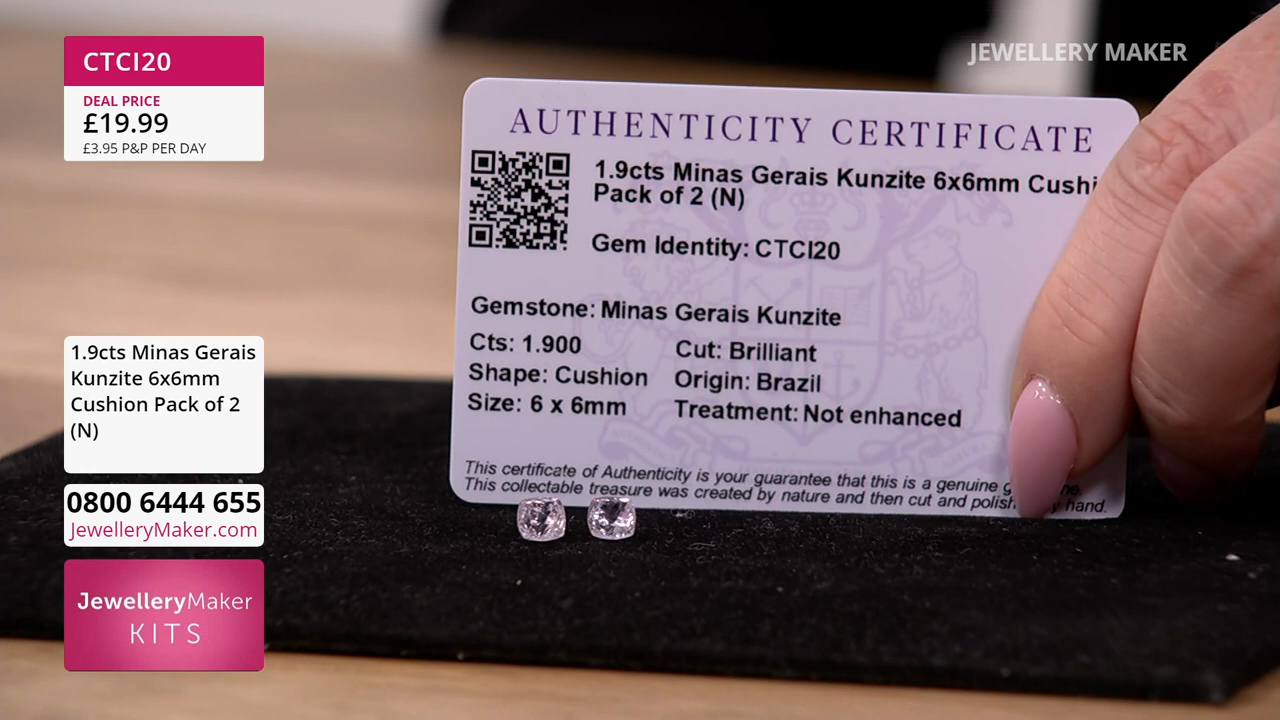 CTCI20
DEAL PRICE
£19.99
£3.95 P&P PER DAY
1.9cts Minas Gerais
Kunzite 6x6mm
Cushion Pack of 2
(N)
0800 6444 655
JewelleryMaker.com
JewelleryMaker
KITS
JEWELLERY MAKER
AUTHENTICITY CERTIFICATE
1.9cts Minas Gerais Kunzite 6x6mm Cushi
Pack of 2 (N)
Gem Identity: CTCI20
Gemstone: Minas Gerais Kunzite
Cts: 1.900 Cut: Brilliant
Shape: Cushion Origin: Brazil
Size: 6 x 6mm Treatment: Not enhanced
This certificate of Authenticity is your guarantee that this is a genuine
This collectable treasure was created by nature and then cut and polish hand.